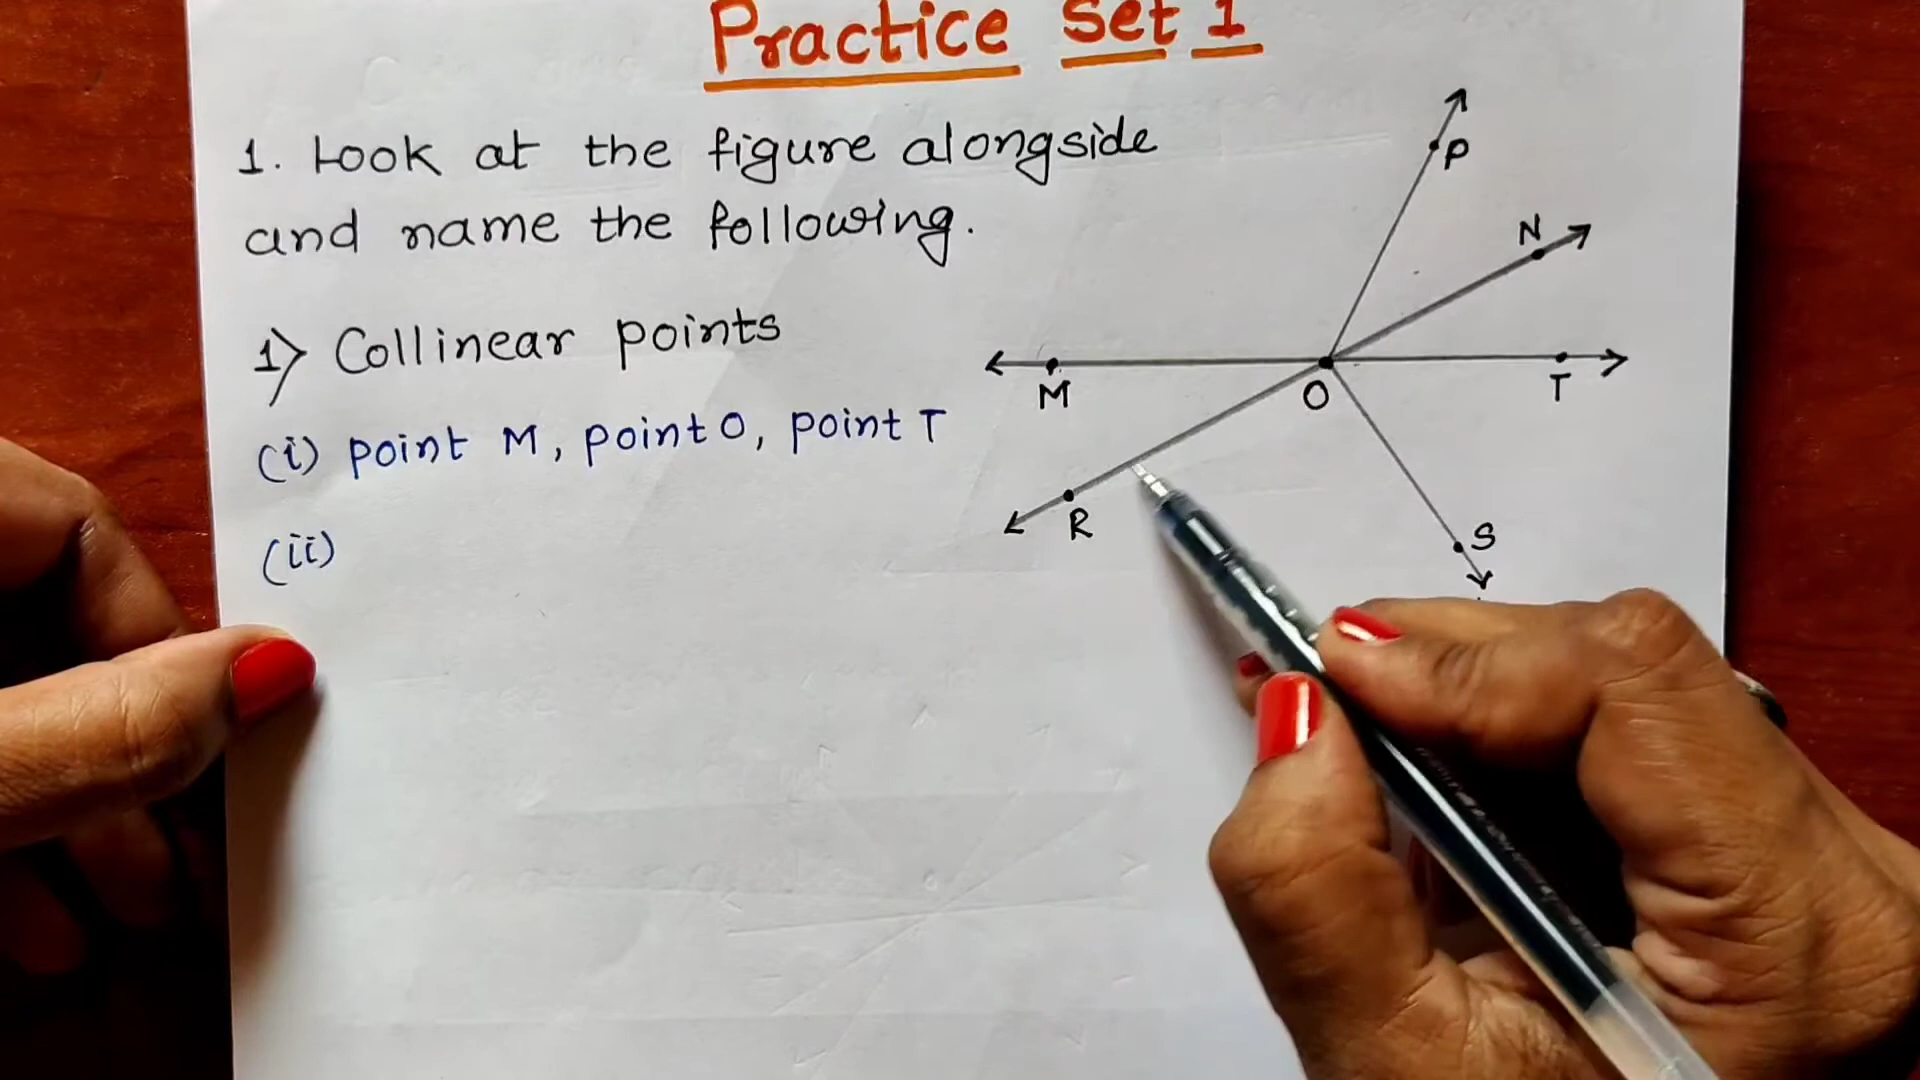 Practice Set 1
1. Look at the figure alongside
and name the following.
1) Collinear points
(i) point M, point O, point T
(ii)
P
N
M
O
T
R
S